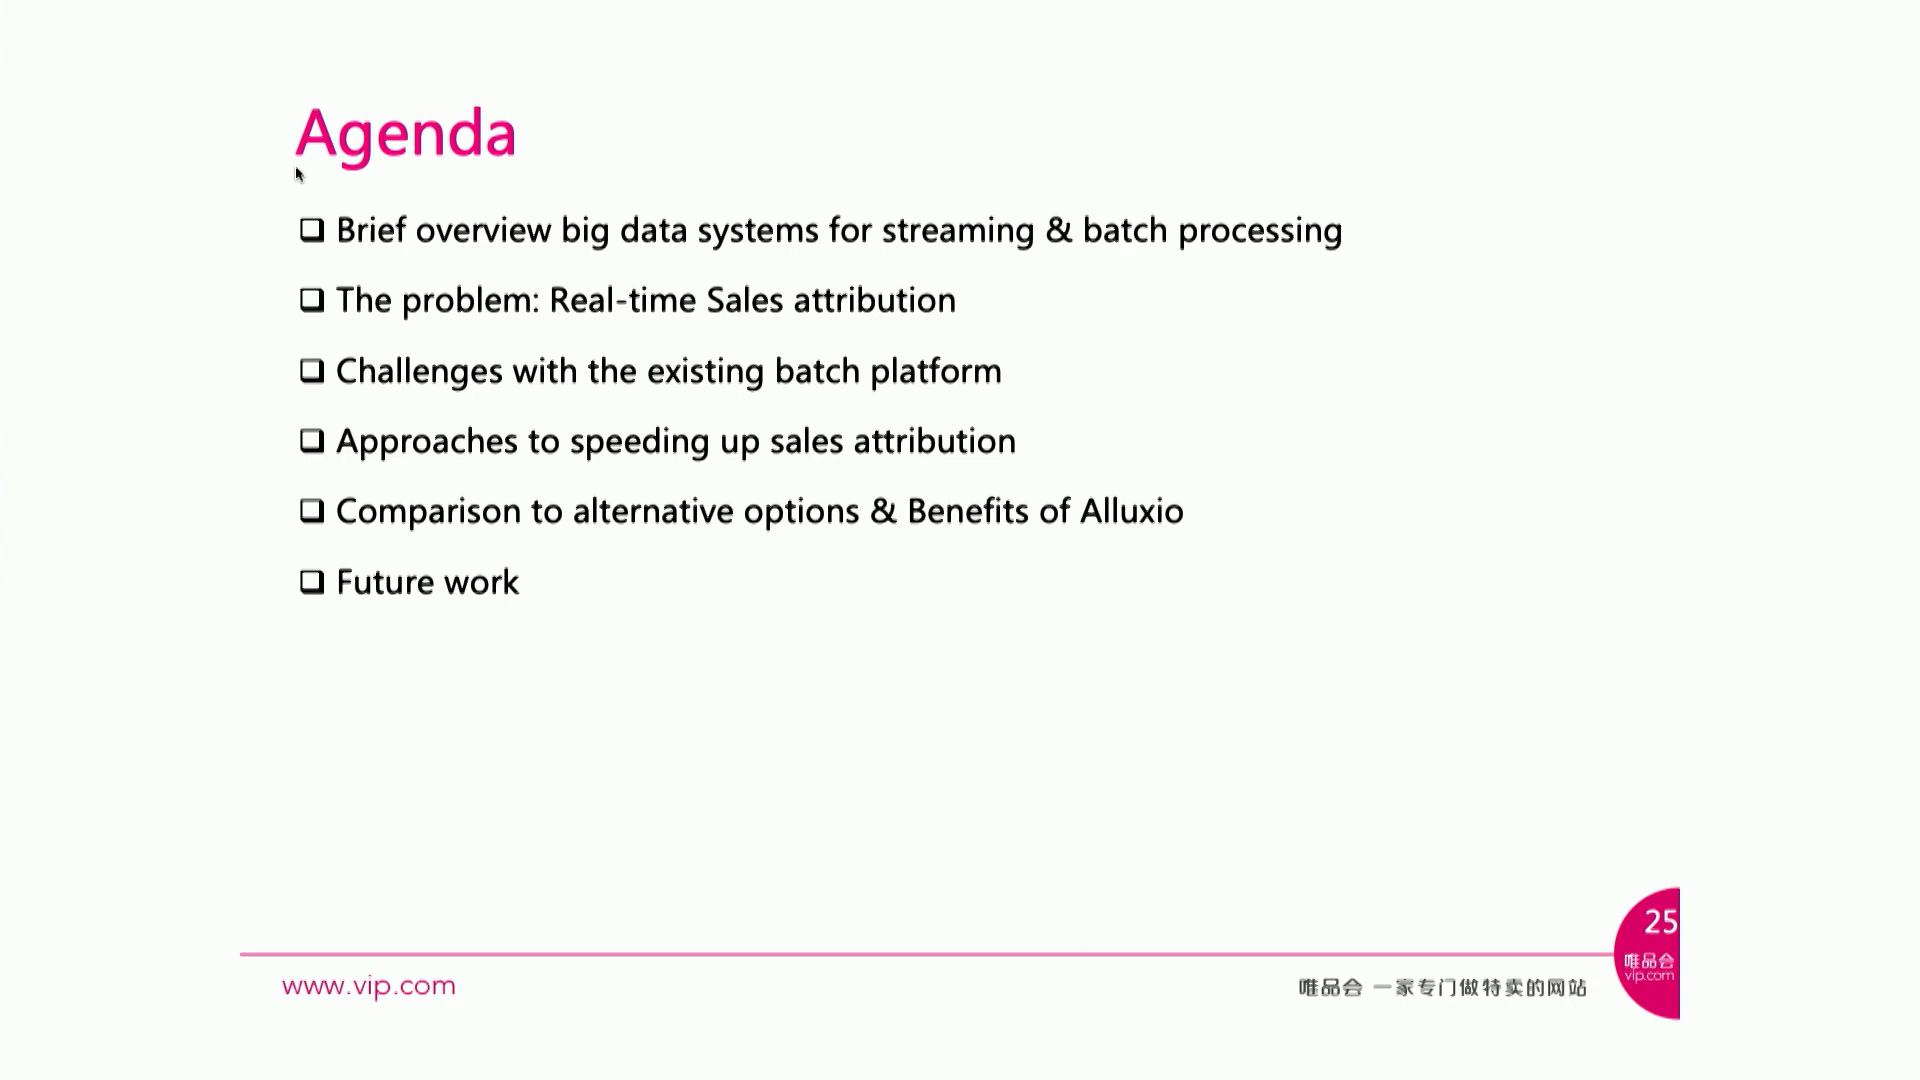 Agenda
Brief overview big data systems for streaming & batch processing
The problem: Real-time Sales attribution
Challenges with the existing batch platform
Approaches to speeding up sales attribution
Comparison to alternative options & Benefits of Alluxio
Future work
25
唯品会
vip.com
www.vip.com
唯品会 一家专门做特卖的网站